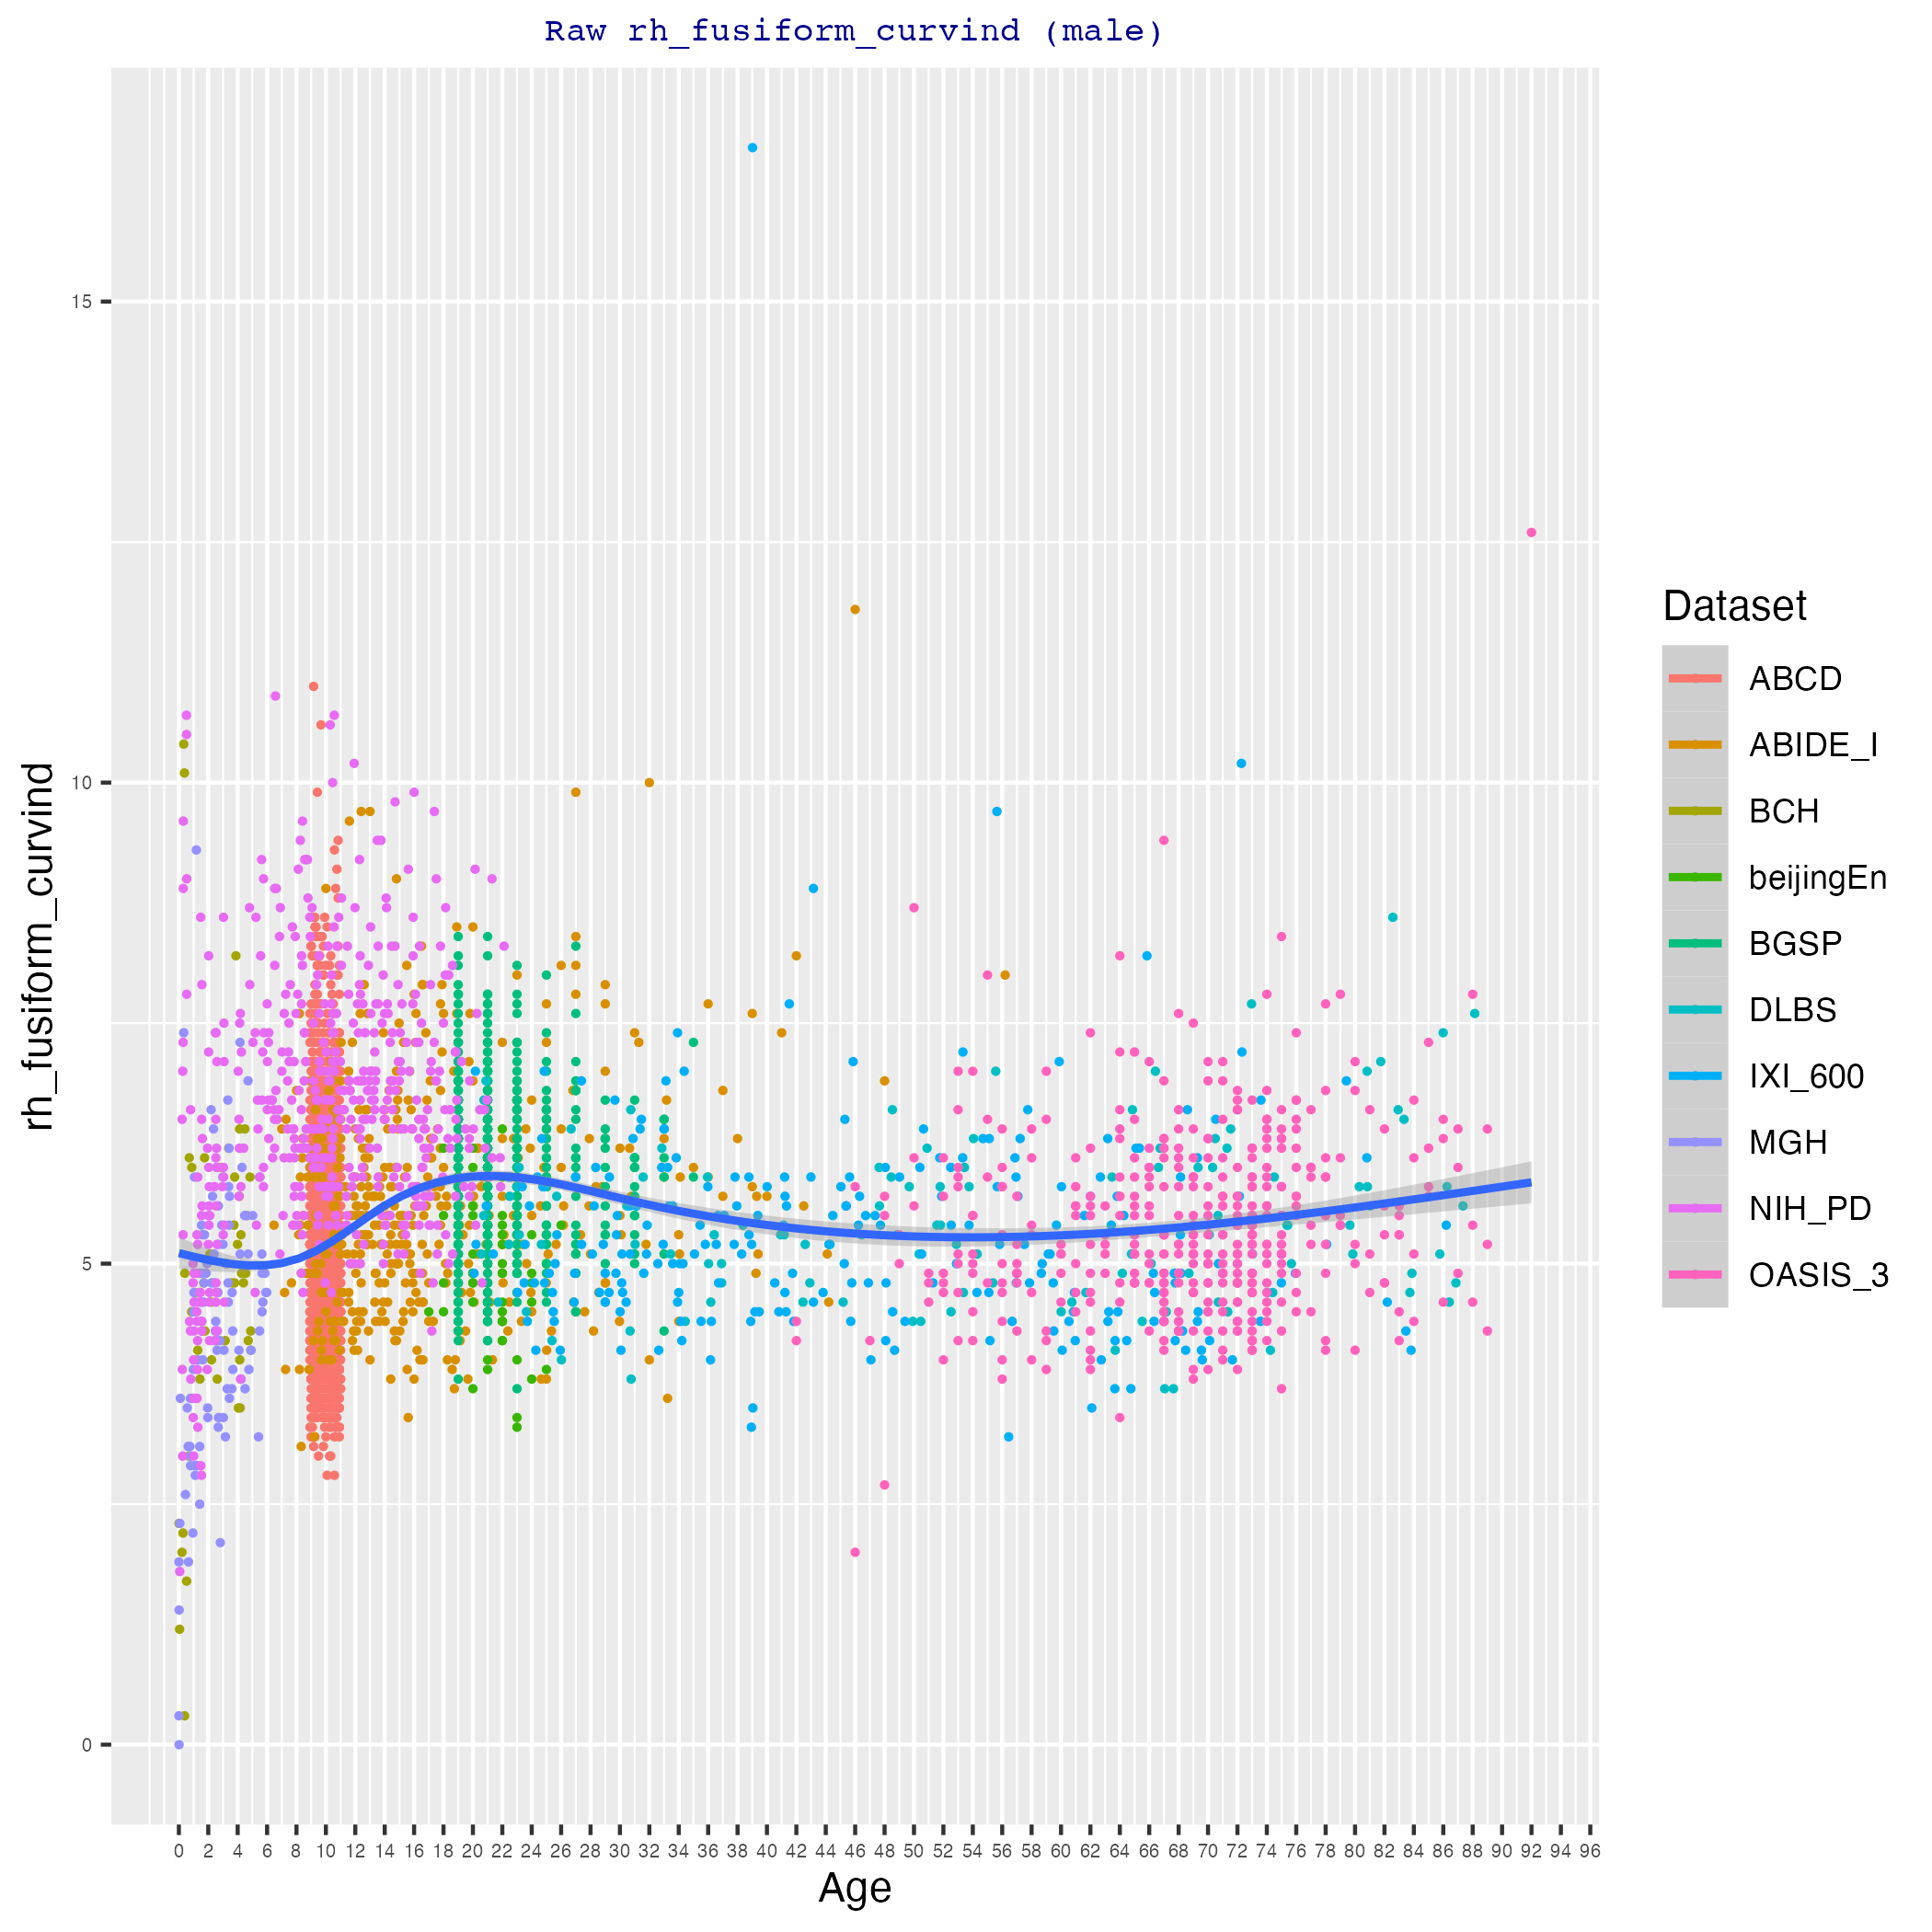 Raw rh_fusiform_curvind (male)
rh_fusiform_curvind
15
10
5
0
0 2 4 6 8 10 12 14 16 18 20 22 24 26 28 30 32 34 36 38 40 42 44 46 48 50 52 54 56 58 60 62 64 66 68 70 72 74 76 78 80 82 84 86 88 90 92 94 96
Age
Dataset
ABCD
ABIDE_I
BCH
beijingEn
BGSP
DLBS
IXI_600
MGH
NIH_PD
OASIS_3